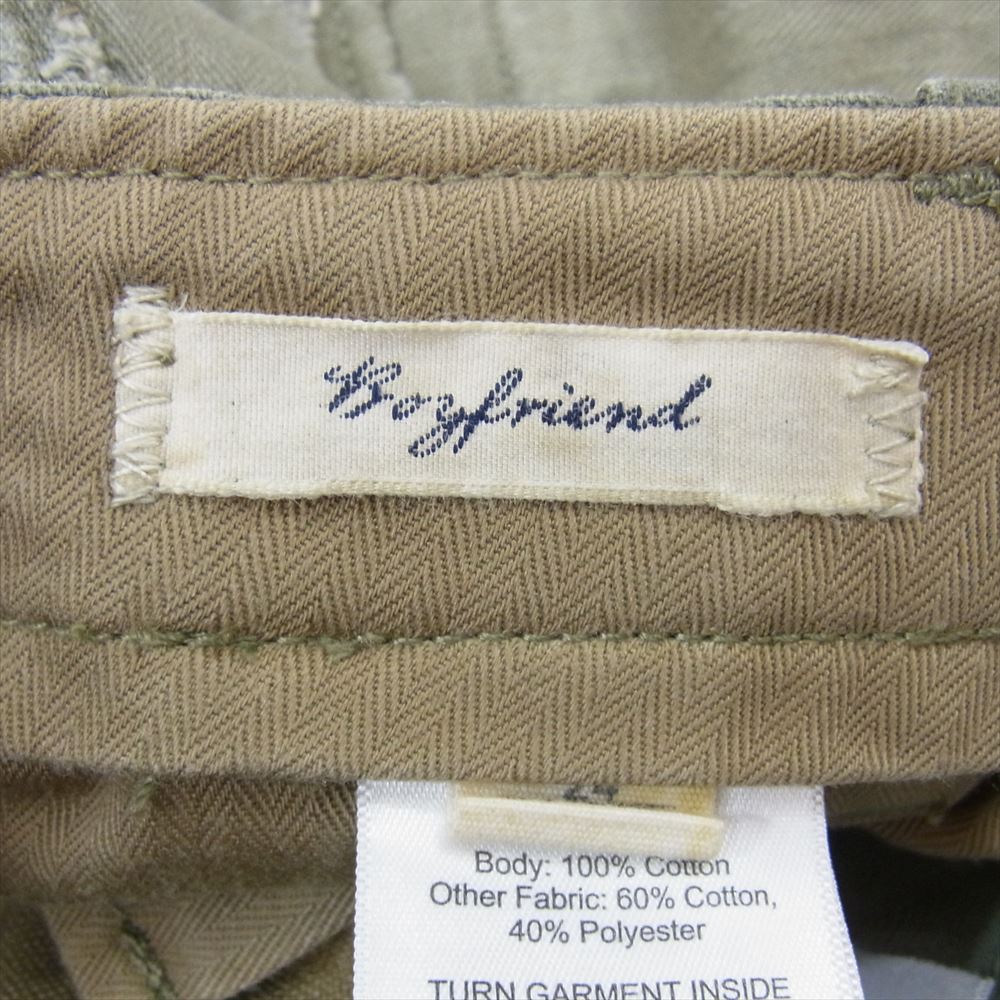 Boyfriend
Body: 100% Cotton
Other Fabric: 60% Cotton,
40% Polyester
TURN GARMENT INSIDE